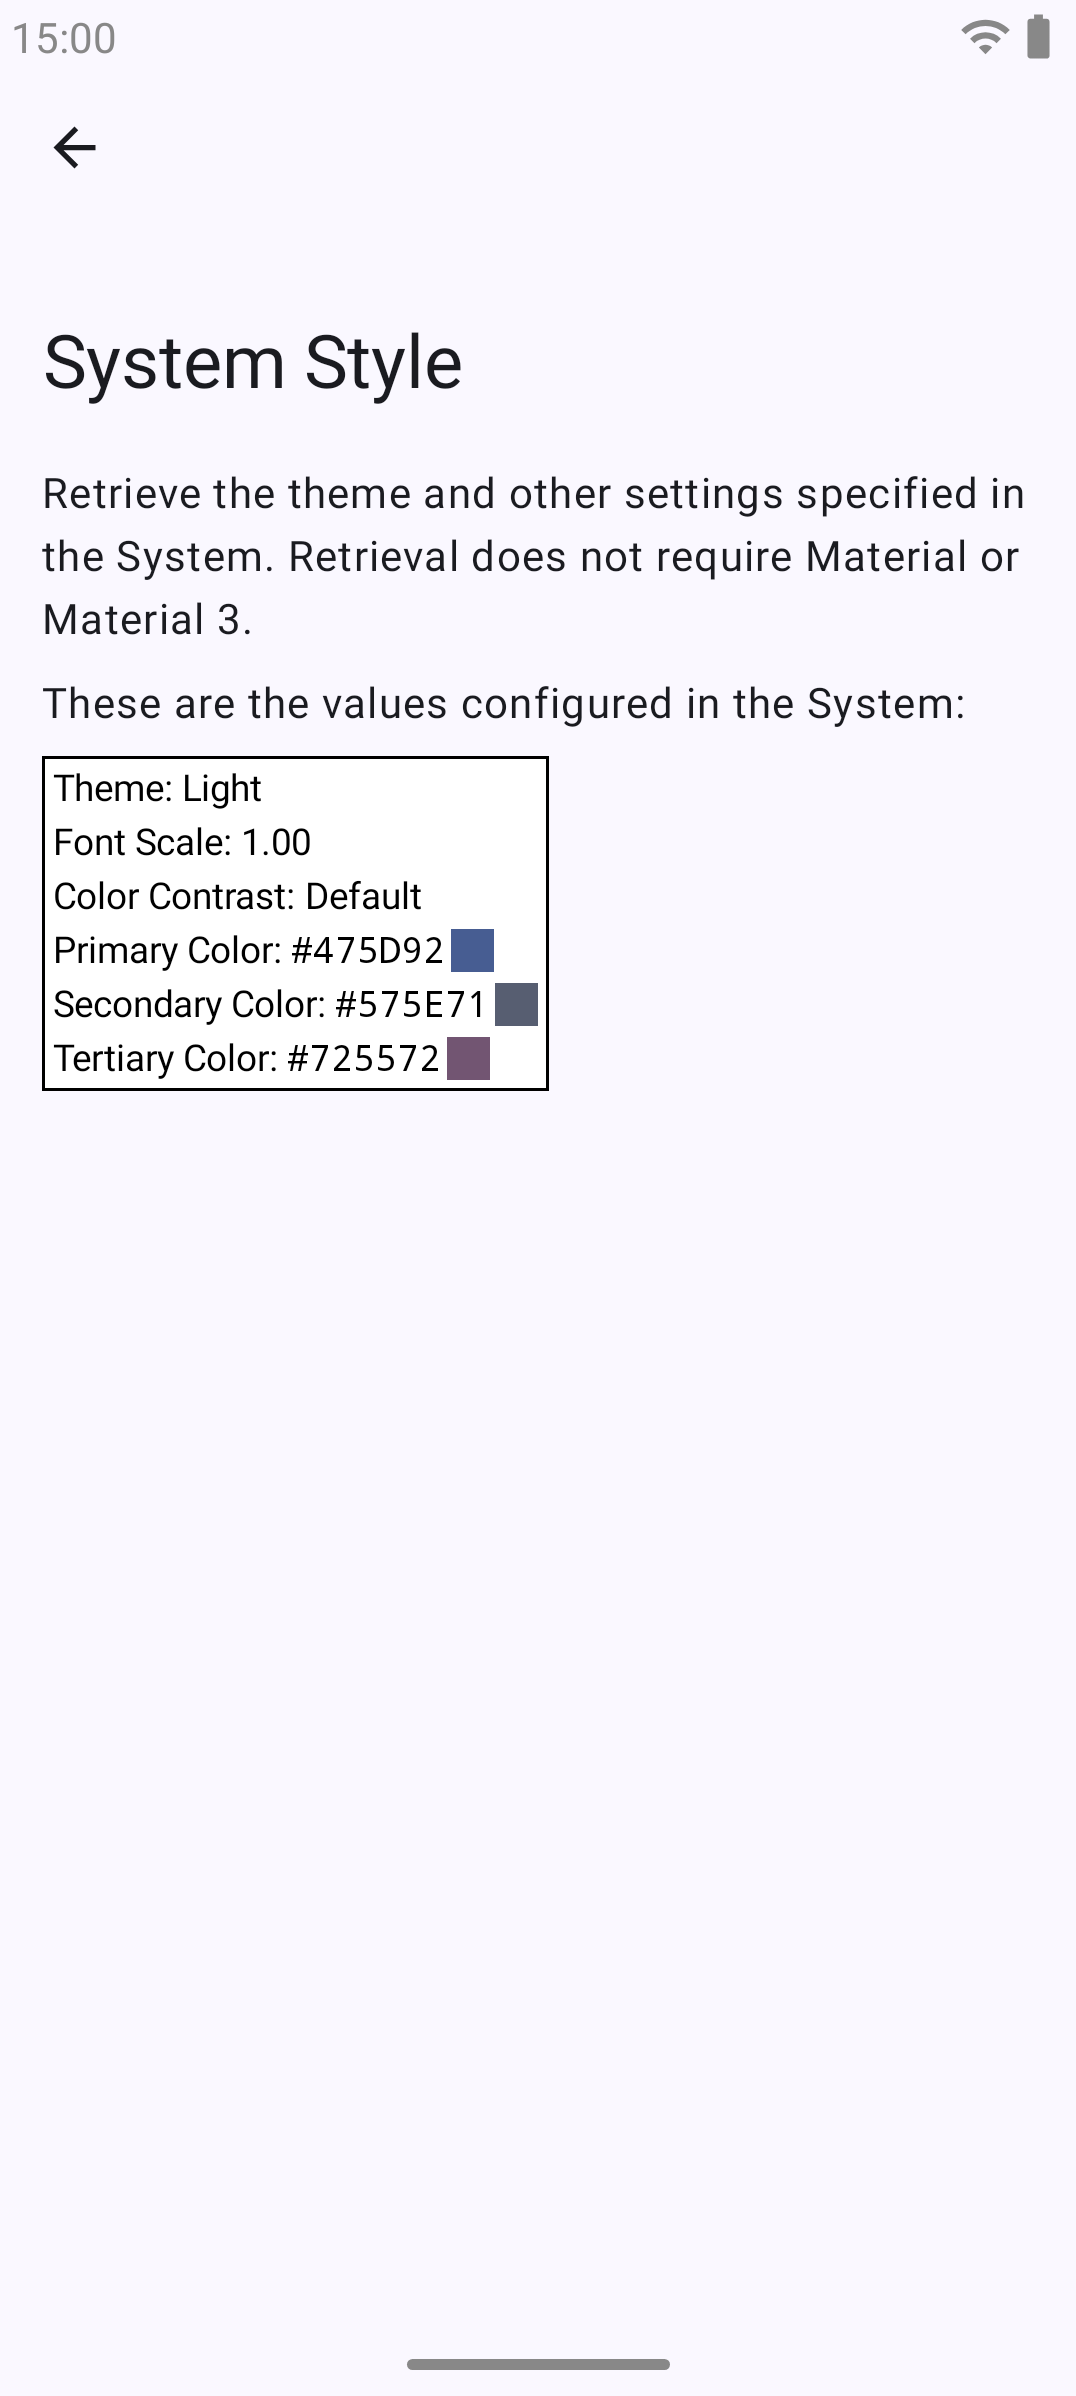 15:00
System Style
Retrieve the theme and other settings specified in
the System. Retrieval does not require Material or
Material 3.
These are the values configured in the System:
Theme: Light
Font Scale: 1.00
Color Contrast: Default
Primary Color: #475D92
Secondary Color: #575E71
Tertiary Color: #725572